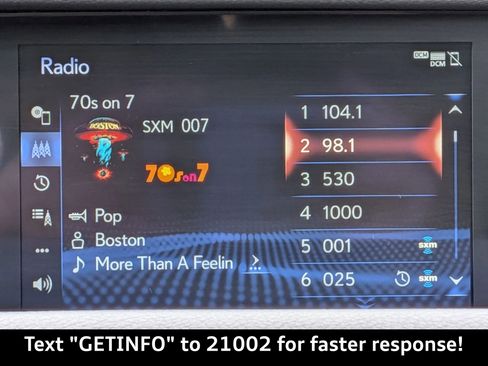 Radio
DCM
DCM
70s on 7
BOSTON
SXM 007
70s on 7
Pop
Boston
More Than A Feelin
1 104.1
2 98.1
3 530
4 1000
5 001 sxm
6 025 sxm
Text "GETINFO" to 21002 for faster response!